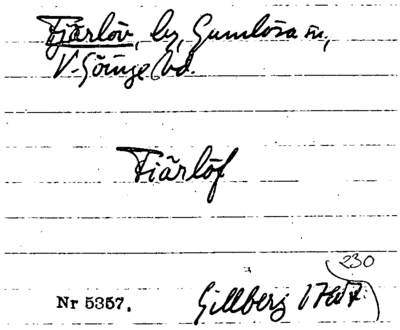 Fjärlöv, by, Gumlösa sn,
V. Göinge hd.
Fiärlöf
230
Nr 5357. Gillberg 1767.